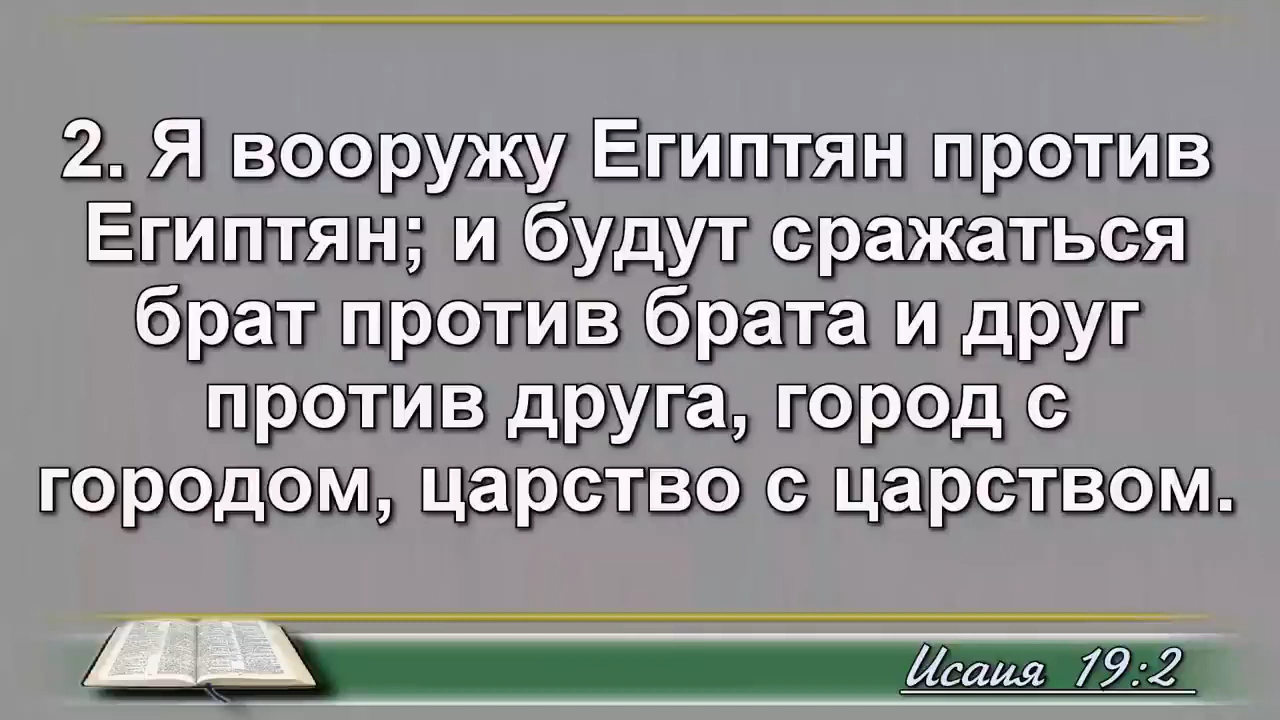 2. Я вооружу Египтян против
Египтян; и будут сражаться
брат против брата и друг
против друга, город с
городом, царство с царством.
Исаия 19:2